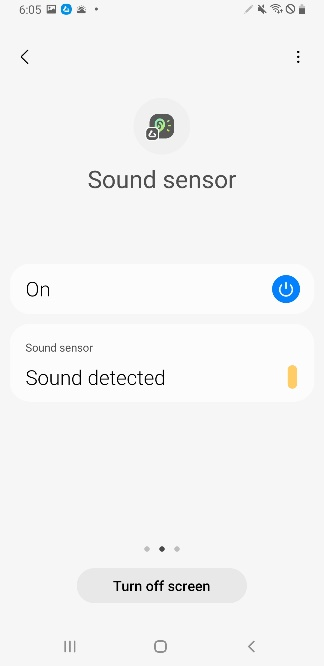 6:05
Sound sensor
On
Sound sensor
Sound detected
Turn off screen